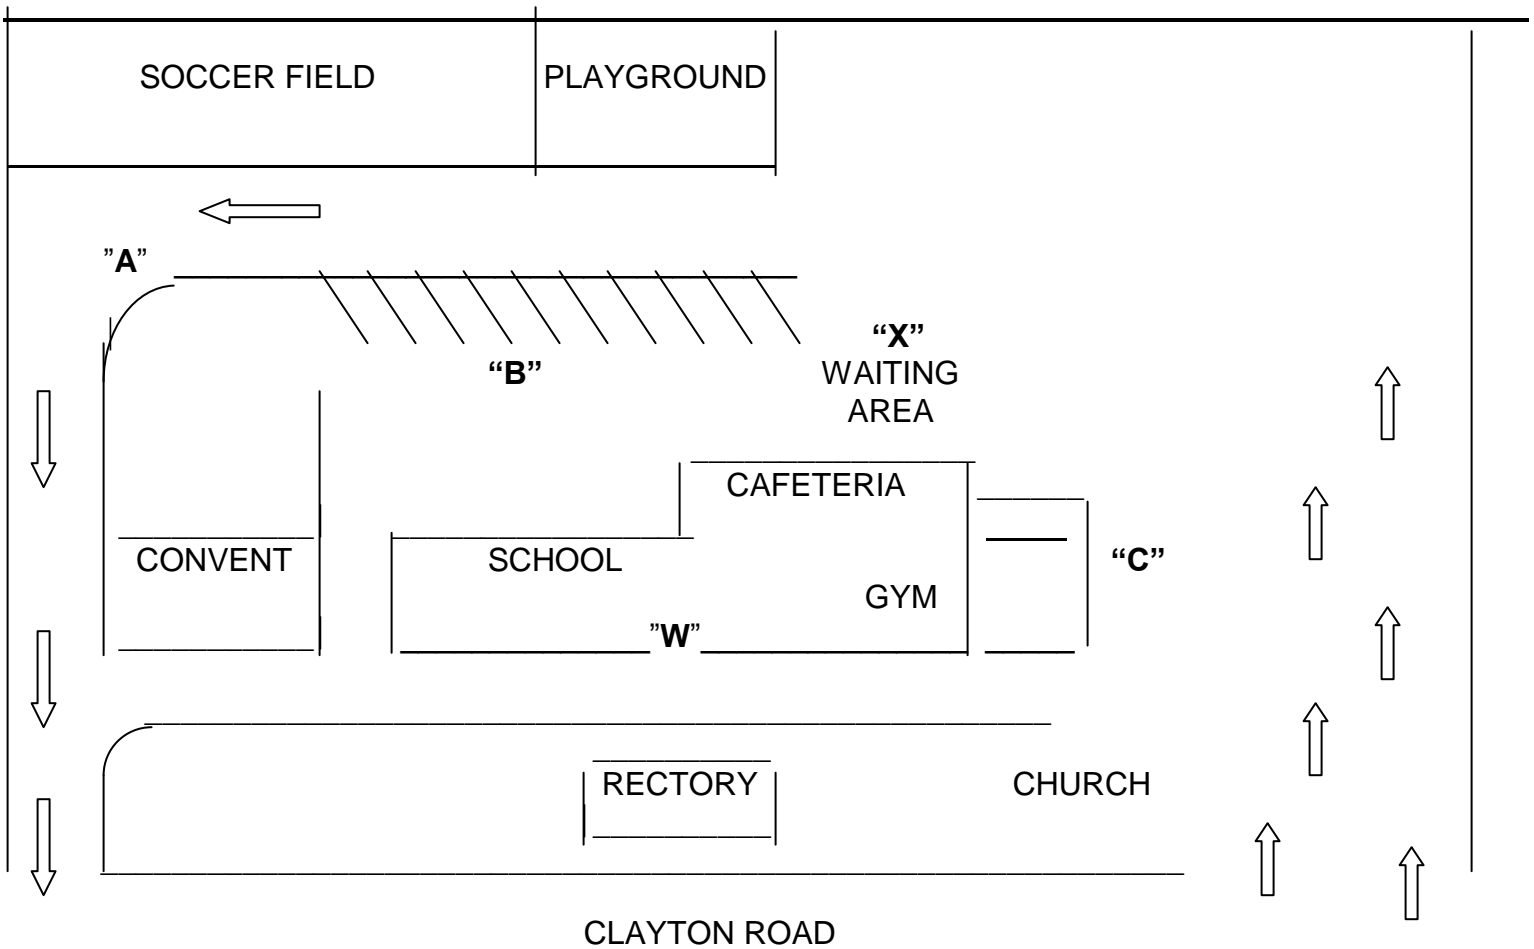 SOCCER FIELD PLAYGROUND
”A”
“X”
“B” WAITING
AREA
CAFETERIA
CONVENT SCHOOL “C”
GYM
”W”
RECTORY CHURCH
CLAYTON ROAD